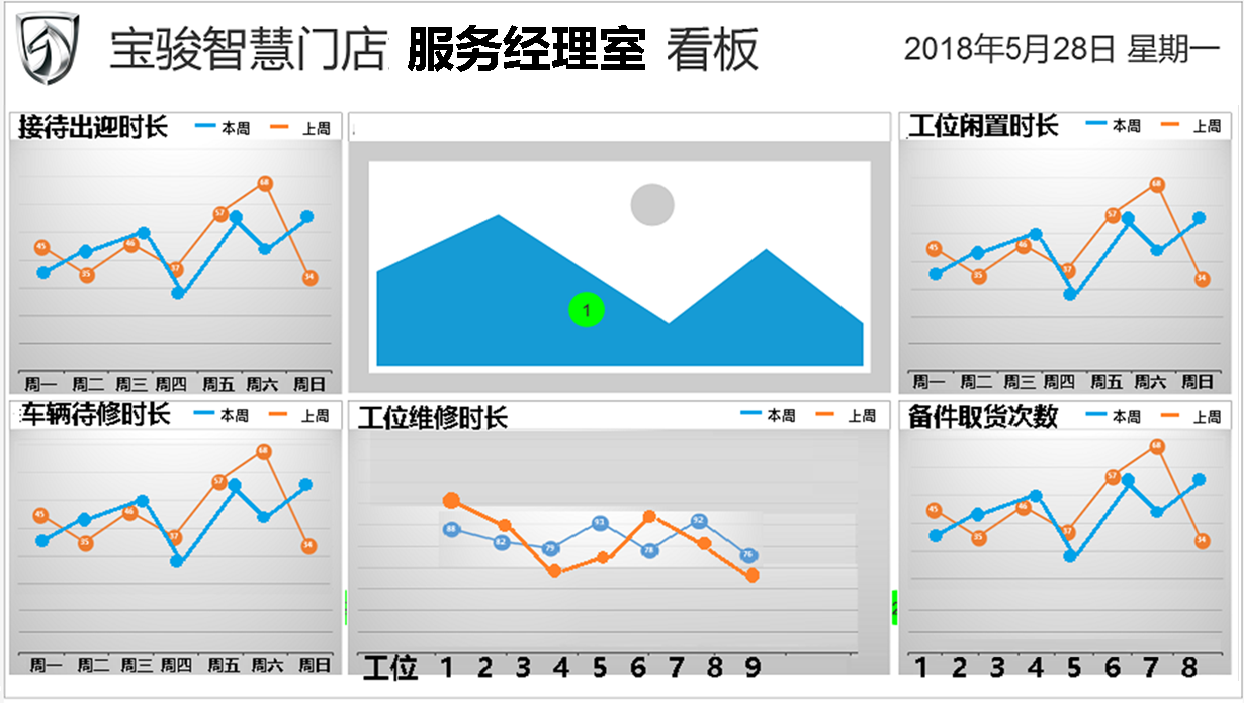 宝骏智慧门店 服务经理室 看板
2018年5月28日 星期一
接待出迎时长 本周 上周
45 35 46 37 57 68 34
周一 周二 周三 周四 周五 周六 周日
1
工位闲置时长 本周 上周
45 35 46 37 57 68 34
周一 周二 周三 周四 周五 周六 周日
车辆待修时长 本周 上周
45 35 46 37 57 68 34
周一 周二 周三 周四 周五 周六 周日
工位维修时长 本周 上周
88 82 79 93 78 92 76
工位 1 2 3 5 6 7 8 9
备件取货次数 本周 上周
45 35 46 37 57 68 34
1 2 3 4 5 6 7 8